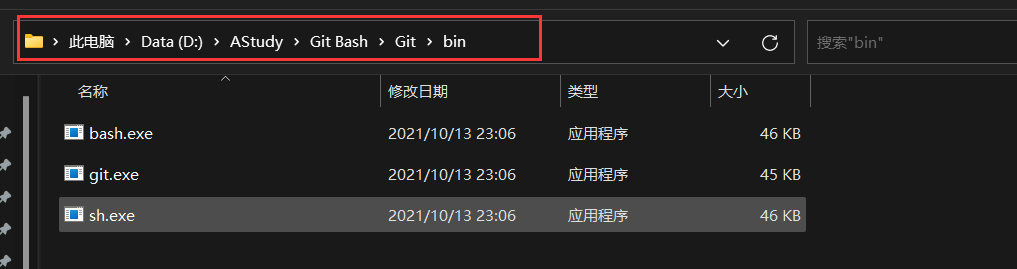 此电脑 > Data (D:) > AStudy > Git Bash > Git > bin
搜索"bin"
名称 修改日期 类型 大小
bash.exe 2021/10/13 23:06 应用程序 46 KB
git.exe 2021/10/13 23:06 应用程序 45 KB
sh.exe 2021/10/13 23:06 应用程序 46 KB